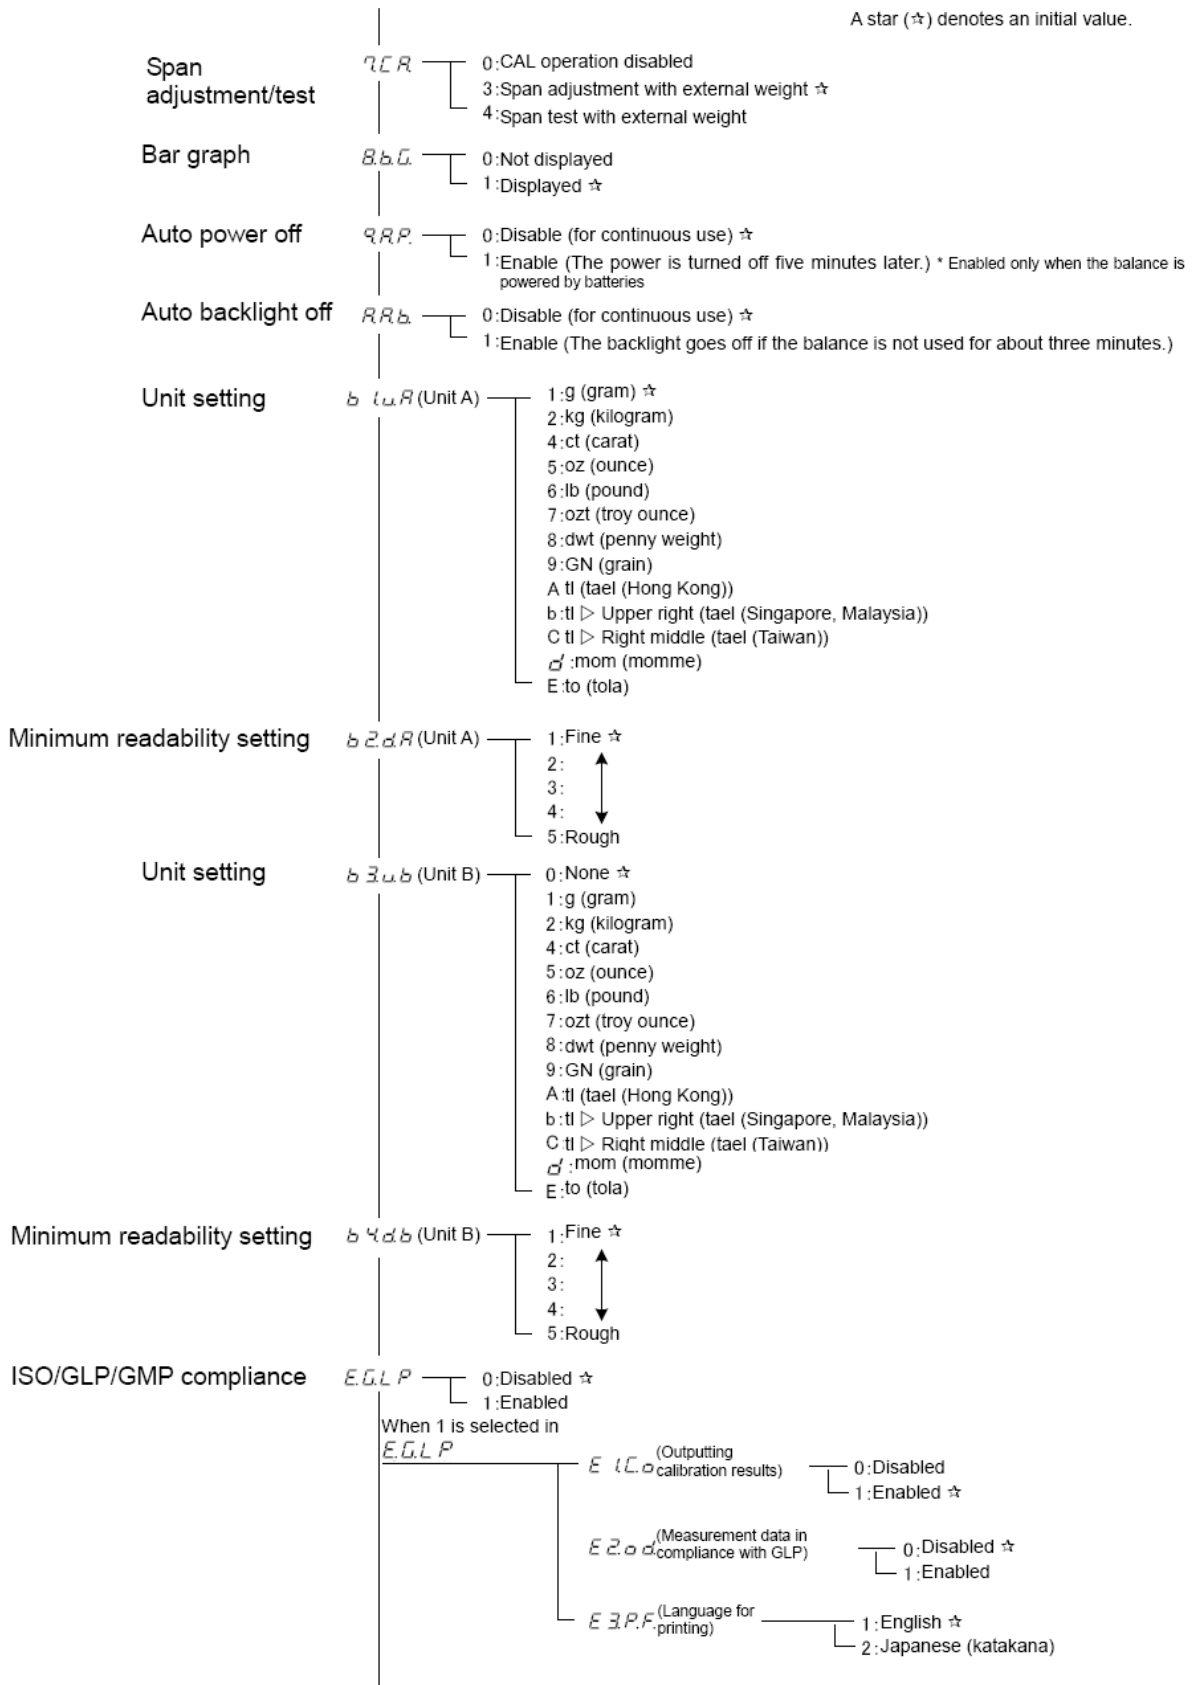 A star (☆) denotes an initial value.
Span adjustment/test
7.C.A.
0:CAL operation disabled
3:Span adjustment with external weight ☆
4:Span test with external weight
Bar graph
8.b.G.
0:Not displayed
1:Displayed ☆
Auto power off
9.A.P.
0:Disable (for continuous use) ☆
1:Enable (The power is turned off five minutes later.) * Enabled only when the balance is
powered by batteries
Auto backlight off
A.A.b.
0:Disable (for continuous use) ☆
1:Enable (The backlight goes off if the balance is not used for about three minutes.)
Unit setting
b 1.u.A (Unit A)
1:g (gram) ☆
2:kg (kilogram)
4:ct (carat)
5:oz (ounce)
6:lb (pound)
7:ozt (troy ounce)
8:dwt (penny weight)
9:GN (grain)
A tl (tael (Hong Kong))
b:tl ▷ Upper right (tael (Singapore, Malaysia))
C tl ▷ Right middle (tael (Taiwan))
d :mom (momme)
E:to (tola)
Minimum readability setting
b 2.d.A (Unit A)
1:Fine ☆
2:
3:
4:
5:Rough
Unit setting
b 3.u.b (Unit B)
0:None ☆
1:g (gram)
2:kg (kilogram)
4:ct (carat)
5:oz (ounce)
6:lb (pound)
7:ozt (troy ounce)
8:dwt (penny weight)
9:GN (grain)
A:tl (tael (Hong Kong))
b:tl ▷ Upper right (tael (Singapore, Malaysia))
C:tl ▷ Right middle (tael (Taiwan))
d :mom (momme)
E:to (tola)
Minimum readability setting
b 4.d.b (Unit B)
1:Fine ☆
2:
3:
4:
5:Rough
ISO/GLP/GMP compliance
E.G.L P
0:Disabled ☆
1:Enabled
When 1 is selected in
E.G.L P
E 1.C.o (Outputting
calibration results)
0:Disabled
1:Enabled ☆
E 2.o d. (Measurement data in
compliance with GLP)
0:Disabled ☆
1:Enabled
E 3.P.F. (Language for
printing)
1:English ☆
2:Japanese (katakana)